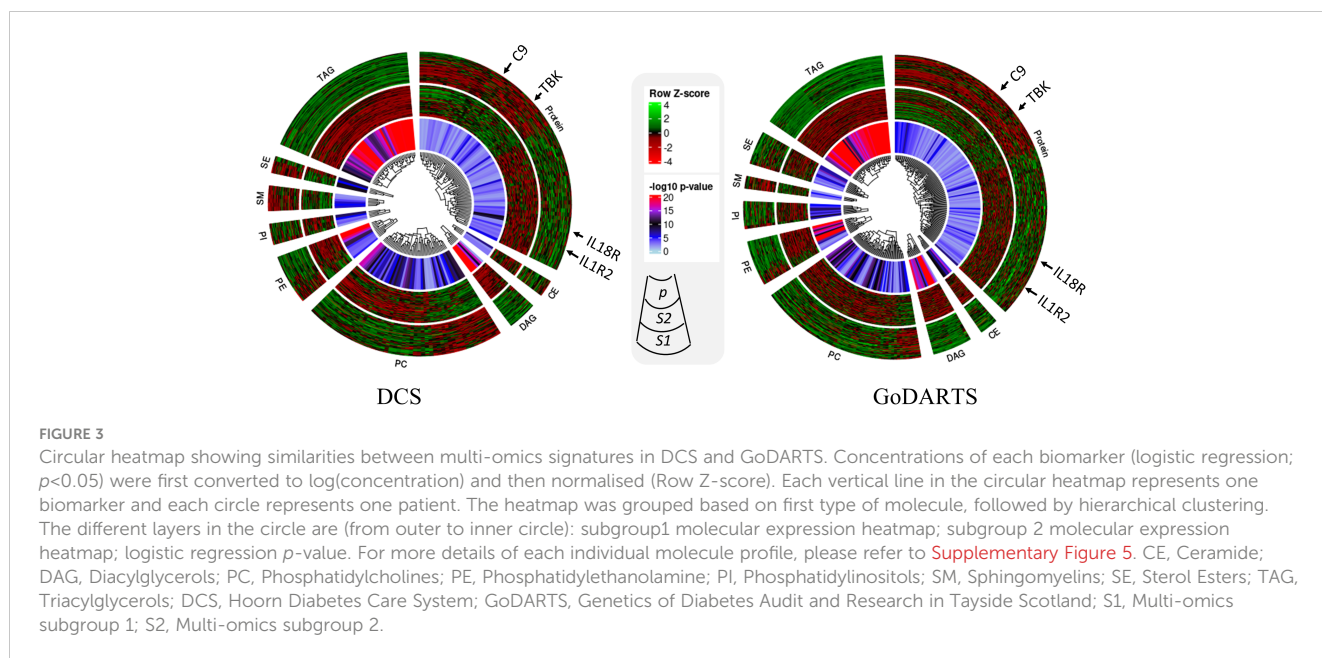 C9
TBK
Protein
IL18R
IL1R2
CE
DAG
PC
PE
PI
SM
SE
TAG
DCS
Row Z-score
4
2
0
-2
-4
-log10 p-value
20
15
10
5
0
p
S2
S1
C9
TBK
Protein
IL18R
IL1R2
CE
DAG
PC
PE
PI
SM
SE
TAG
GoDARTS
FIGURE 3
Circular heatmap showing similarities between multi-omics signatures in DCS and GoDARTS. Concentrations of each biomarker (logistic regression;
p<0.05) were first converted to log(concentration) and then normalised (Row Z-score). Each vertical line in the circular heatmap represents one
biomarker and each circle represents one patient. The heatmap was grouped based on first type of molecule, followed by hierarchical clustering.
The different layers in the circle are (from outer to inner circle): subgroup1 molecular expression heatmap; subgroup 2 molecular expression
heatmap; logistic regression p-value. For more details of each individual molecule profile, please refer to Supplementary Figure 5. CE, Ceramide;
DAG, Diacylglycerols; PC, Phosphatidylcholines; PE, Phosphatidylethanolamine; PI, Phosphatidylinositols; SM, Sphingomyelins; SE, Sterol Esters; TAG,
Triacylglycerols; DCS, Hoorn Diabetes Care System; GoDARTS, Genetics of Diabetes Audit and Research in Tayside Scotland; S1, Multi-omics
subgroup 1; S2, Multi-omics subgroup 2.